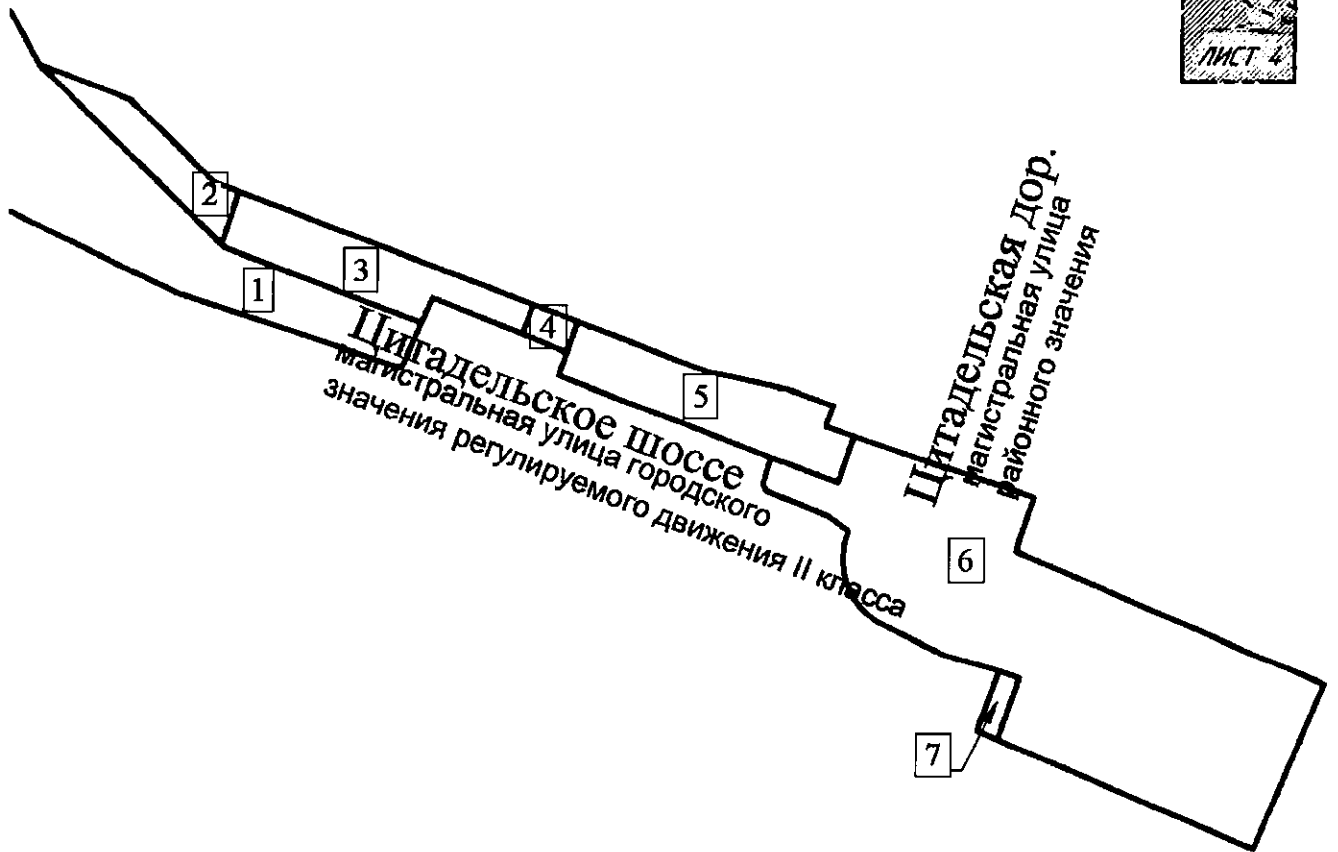 ЛИСТ 4
2
3
1
4
5
Цитадельское шоссе
магистральная улица городского
значения регулируемого движения II класса
Цитадельская дор.
магистральная улица
районного значения
6
7